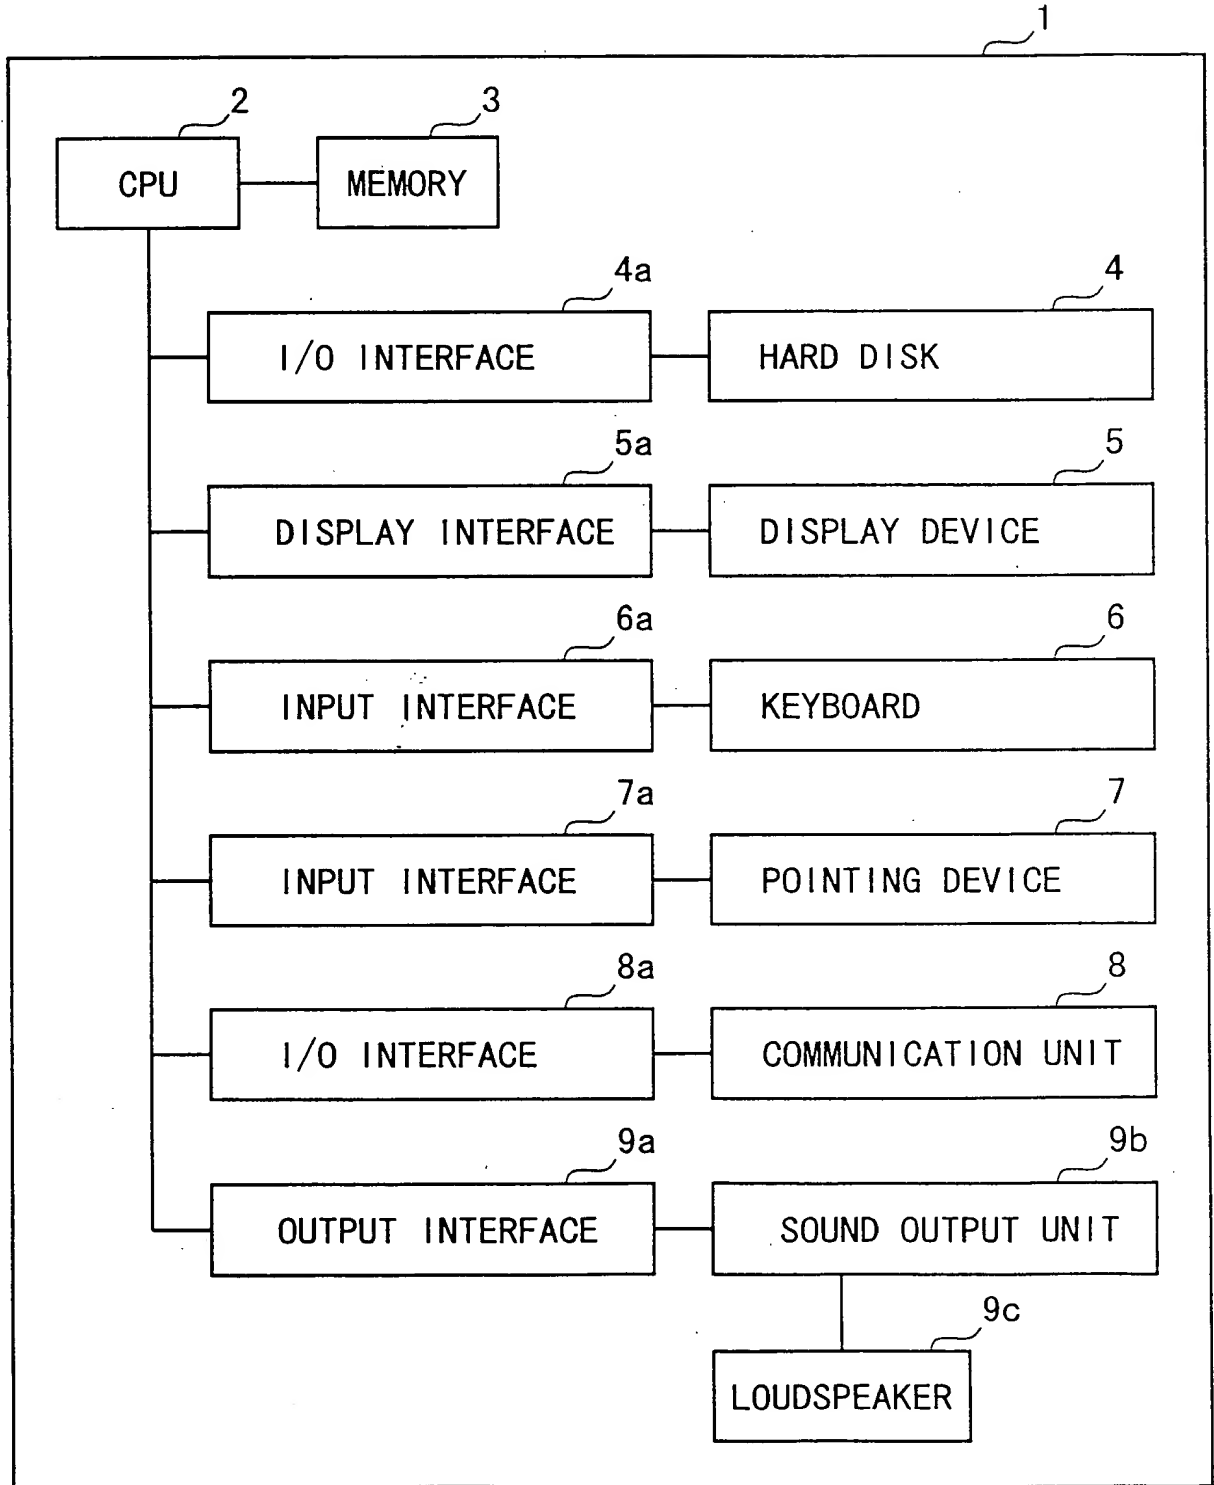 1
2
3
CPU
MEMORY
4a
4
I/O INTERFACE
HARD DISK
5a
5
DISPLAY INTERFACE
DISPLAY DEVICE
6a
6
INPUT INTERFACE
KEYBOARD
7a
7
INPUT INTERFACE
POINTING DEVICE
8a
8
I/O INTERFACE
COMMUNICATION UNIT
9a
9b
OUTPUT INTERFACE
SOUND OUTPUT UNIT
9c
LOUDSPEAKER